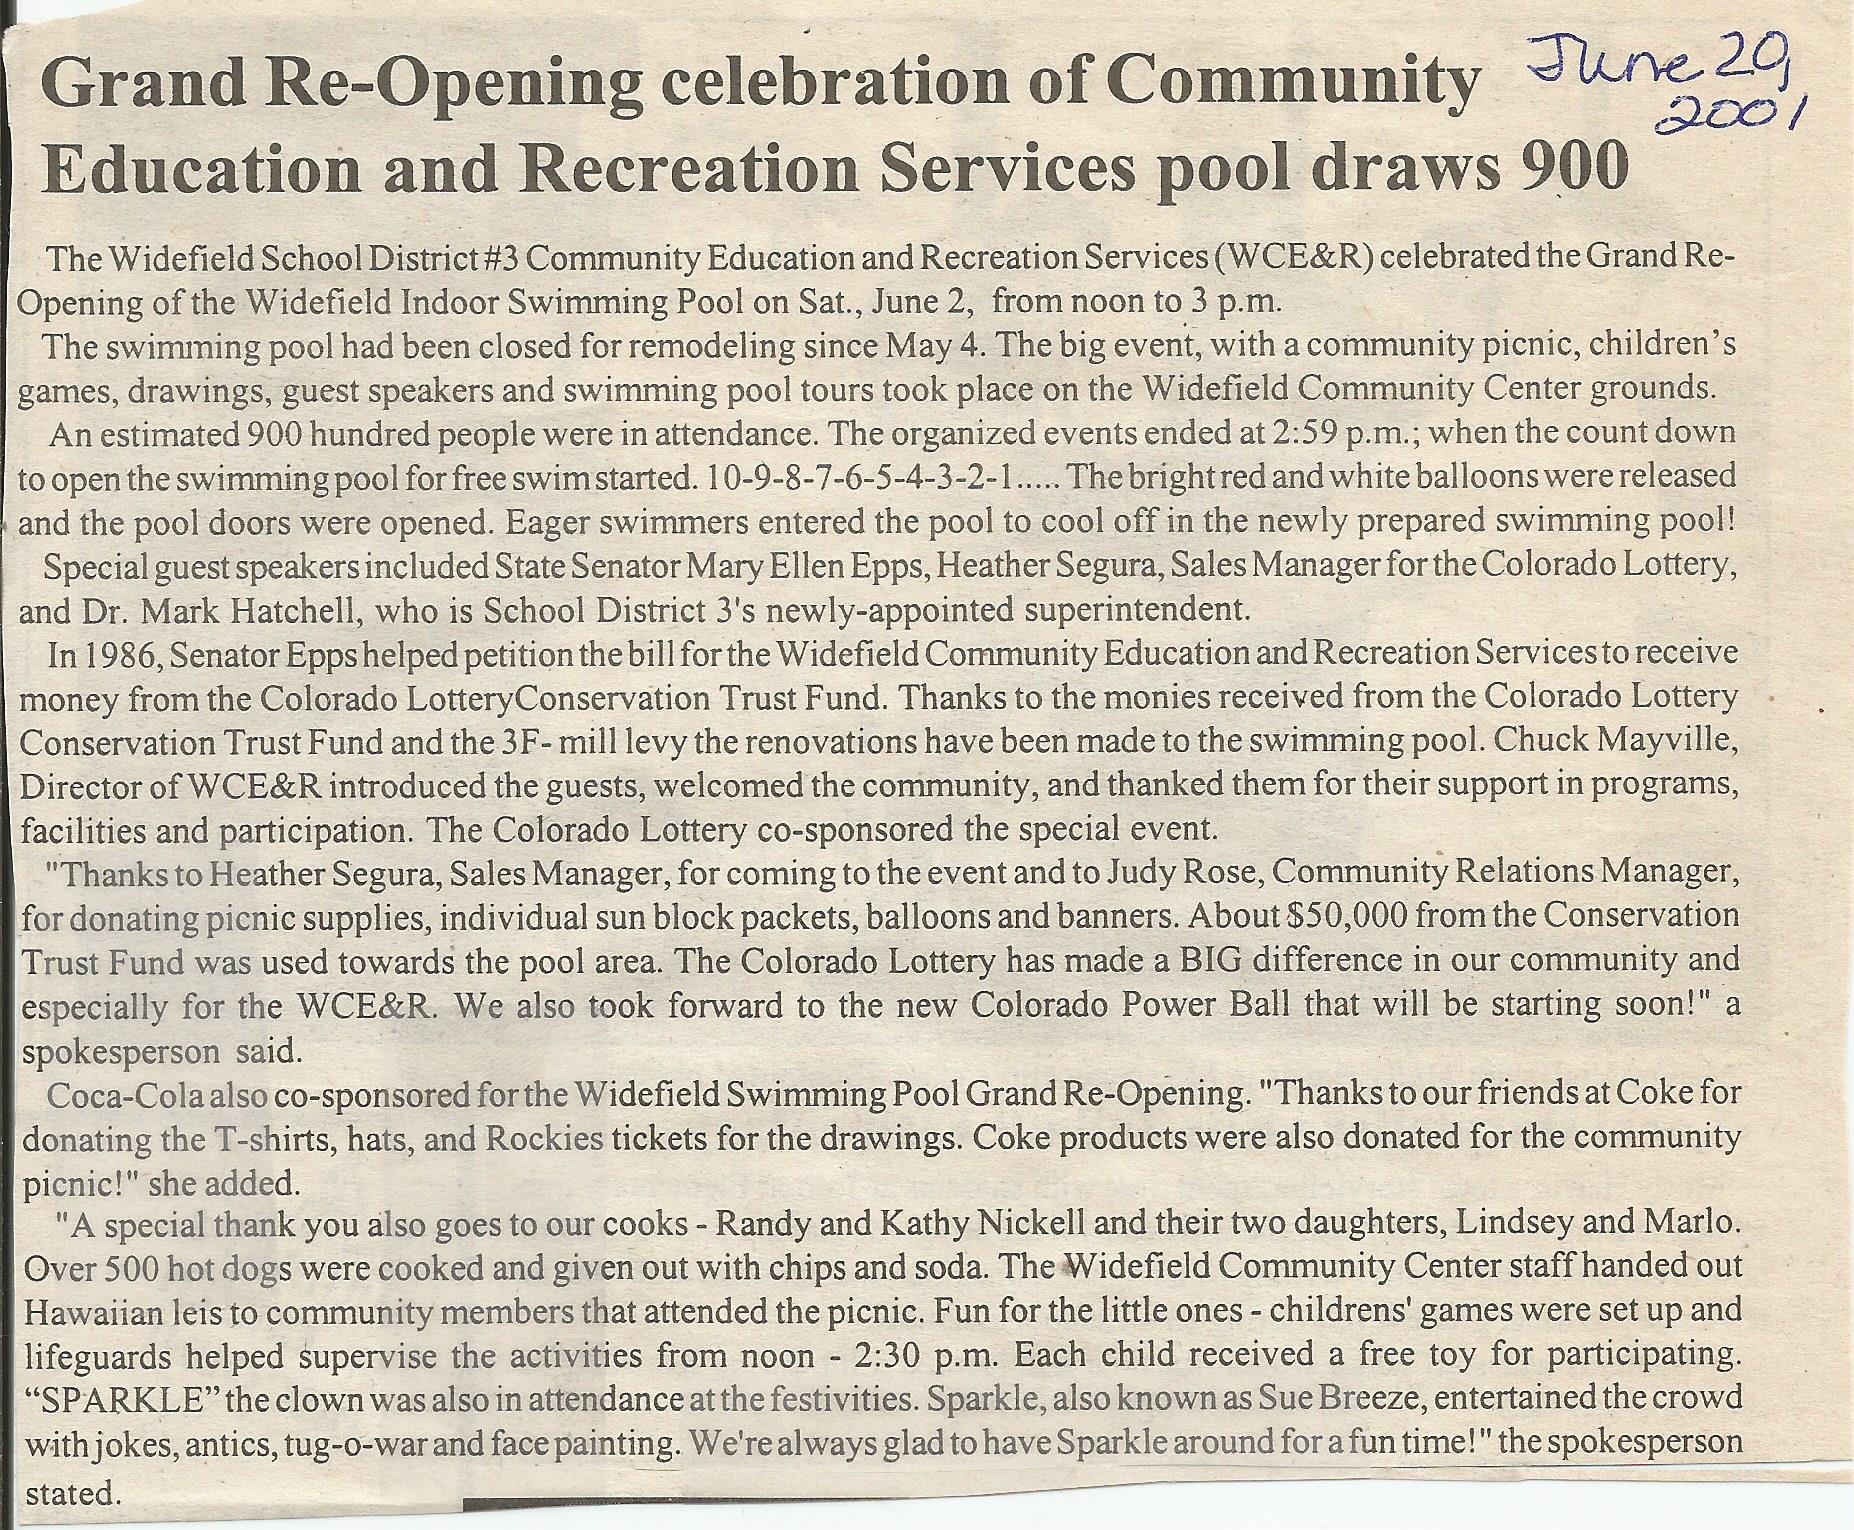 Grand Re-Opening celebration of Community
June 20,
2001
Education and Recreation Services pool draws 900
The Widefield School District #3 Community Education and Recreation Services (WCE&R) celebrated the Grand Re-
Opening of the Widefield Indoor Swimming Pool on Sat., June 2, from noon to 3 p.m.
The swimming pool had been closed for remodeling since May 4. The big event, with a community picnic, children's
games, drawings, guest speakers and swimming pool tours took place on the Widefield Community Center grounds.
An estimated 900 hundred people were in attendance. The organized events ended at 2:59 p.m.; when the count down
to open the swimming pool for free swim started. 10-9-8-7-6-5-4-3-2-1..... The bright red and white balloons were released
and the pool doors were opened. Eager swimmers entered the pool to cool off in the newly prepared swimming pool!
Special guest speakers included State Senator Mary Ellen Epps, Heather Segura, Sales Manager for the Colorado Lottery,
and Dr. Mark Hatchell, who is School District 3's newly-appointed superintendent.
In 1986, Senator Epps helped petition the bill for the Widefield Community Education and Recreation Services to receive
money from the Colorado LotteryConservation Trust Fund. Thanks to the monies received from the Colorado Lottery
Conservation Trust Fund and the 3F- mill levy the renovations have been made to the swimming pool. Chuck Mayville,
Director of WCE&R introduced the guests, welcomed the community, and thanked them for their support in programs,
facilities and participation. The Colorado Lottery co-sponsored the special event.
"Thanks to Heather Segura, Sales Manager, for coming to the event and to Judy Rose, Community Relations Manager,
for donating picnic supplies, individual sun block packets, balloons and banners. About $50,000 from the Conservation
Trust Fund was used towards the pool area. The Colorado Lottery has made a BIG difference in our community and
especially for the WCE&R. We also took forward to the new Colorado Power Ball that will be starting soon!" a
spokesperson said.
Coca-Cola also co-sponsored for the Widefield Swimming Pool Grand Re-Opening. "Thanks to our friends at Coke for
donating the T-shirts, hats, and Rockies tickets for the drawings. Coke products were also donated for the community
picnic!" she added.
"A special thank you also goes to our cooks - Randy and Kathy Nickell and their two daughters, Lindsey and Marlo.
Over 500 hot dogs were cooked and given out with chips and soda. The Widefield Community Center staff handed out
Hawaiian leis to community members that attended the picnic. Fun for the little ones - childrens' games were set up and
lifeguards helped supervise the activities from noon - 2:30 p.m. Each child received a free toy for participating.
“SPARKLE” the clown was also in attendance at the festivities. Sparkle, also known as Sue Breeze, entertained the crowd
with jokes, antics, tug-o-war and face painting. We're always glad to have Sparkle around for a fun time!" the spokesperson
stated.